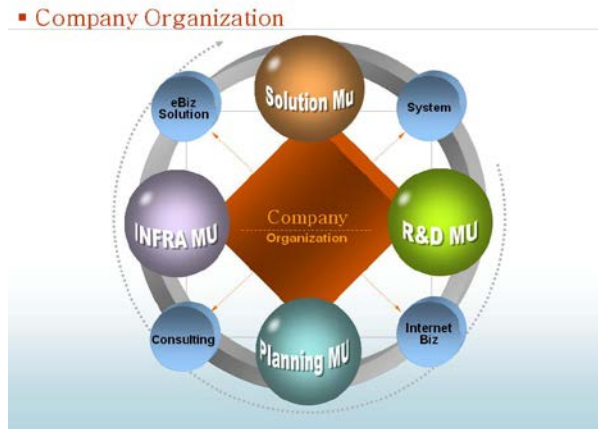 Company Organization
Solution Mu
eBiz
Solution
System
INFRA MU
Company
Organization
R&D MU
Consulting
Planning MU
Internet
Biz